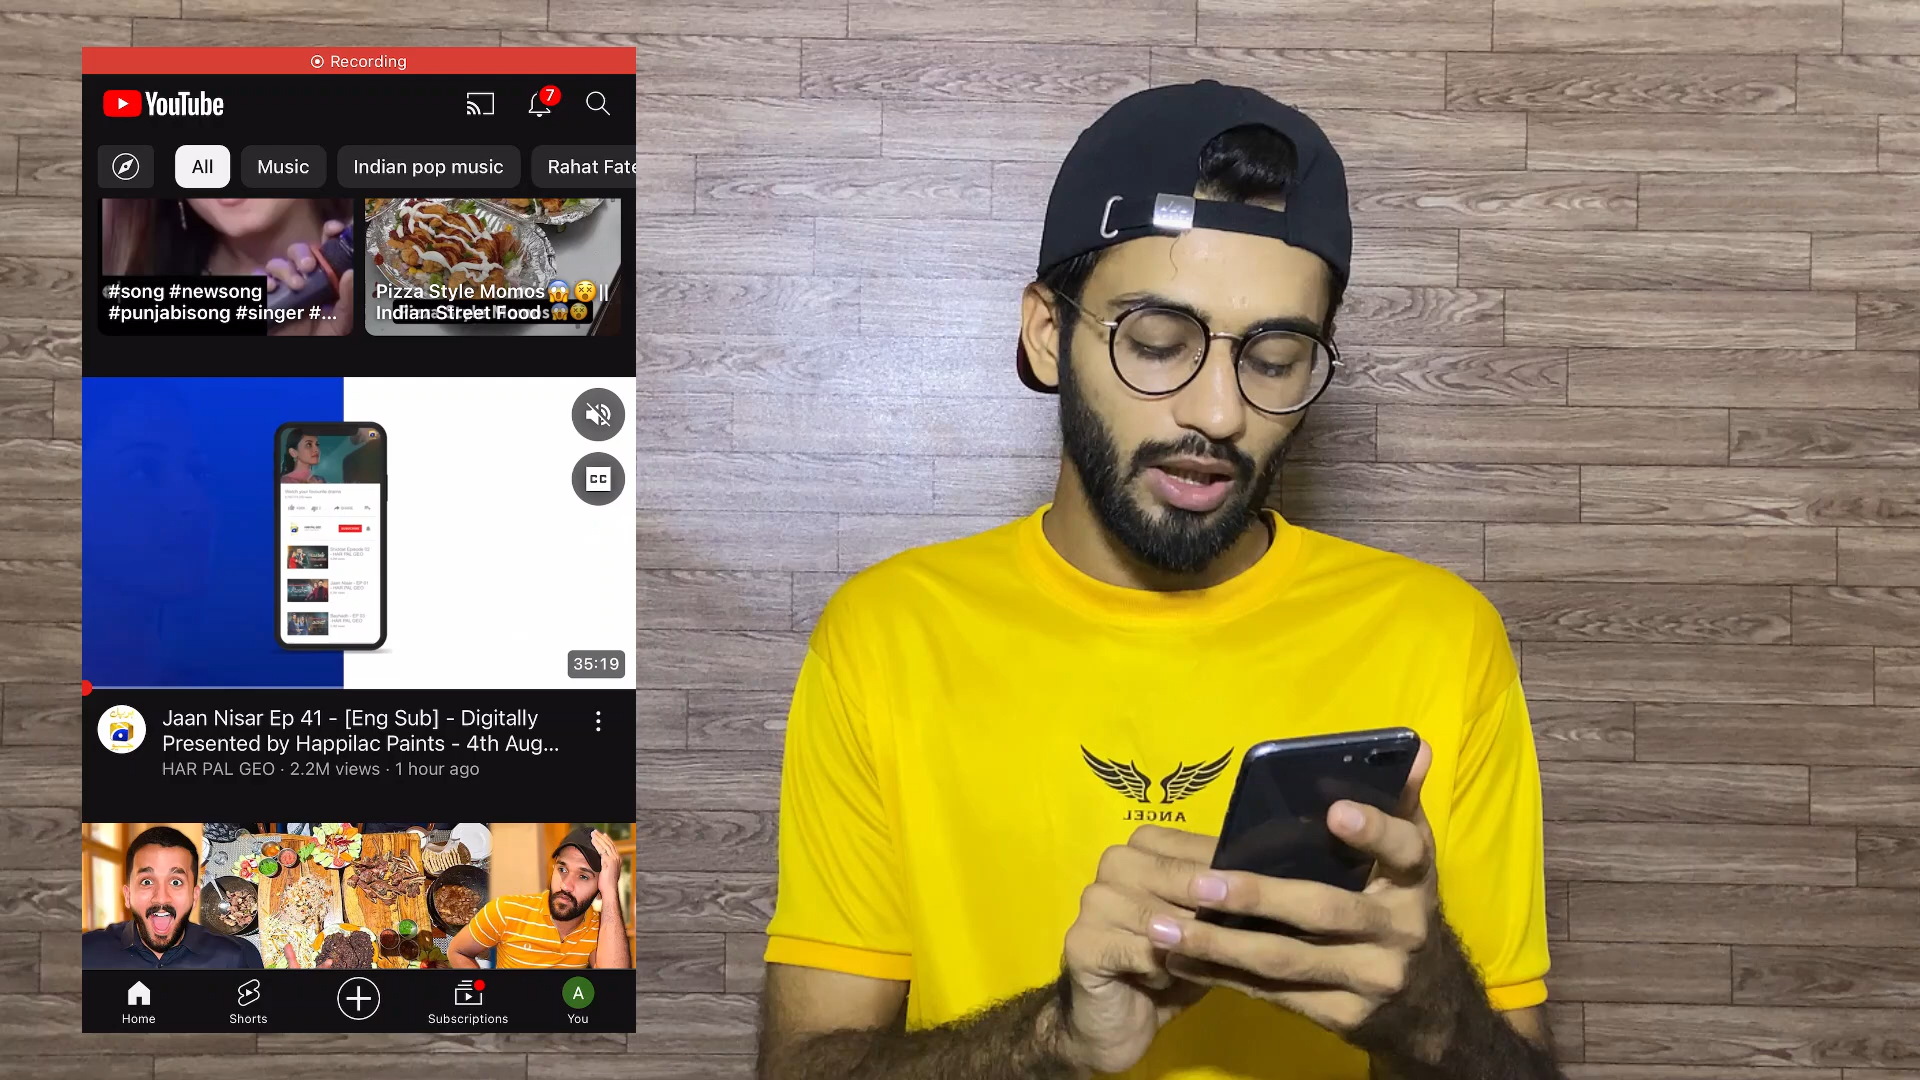 Recording
YouTube
7
All
Music
Indian pop music
Rahat Fate
#song #newsong
#punjabisong #singer #...
Pizza Style Momos😱😵||
Indian Street Food
35:19
CC
Jaan Nisar Ep 41 - [Eng Sub] - Digitally
Presented by Happilac Paints - 4th Aug...
HAR PAL GEO · 2.2M views · 1 hour ago
Home
Shorts
Subscriptions
A
You
ANGEL